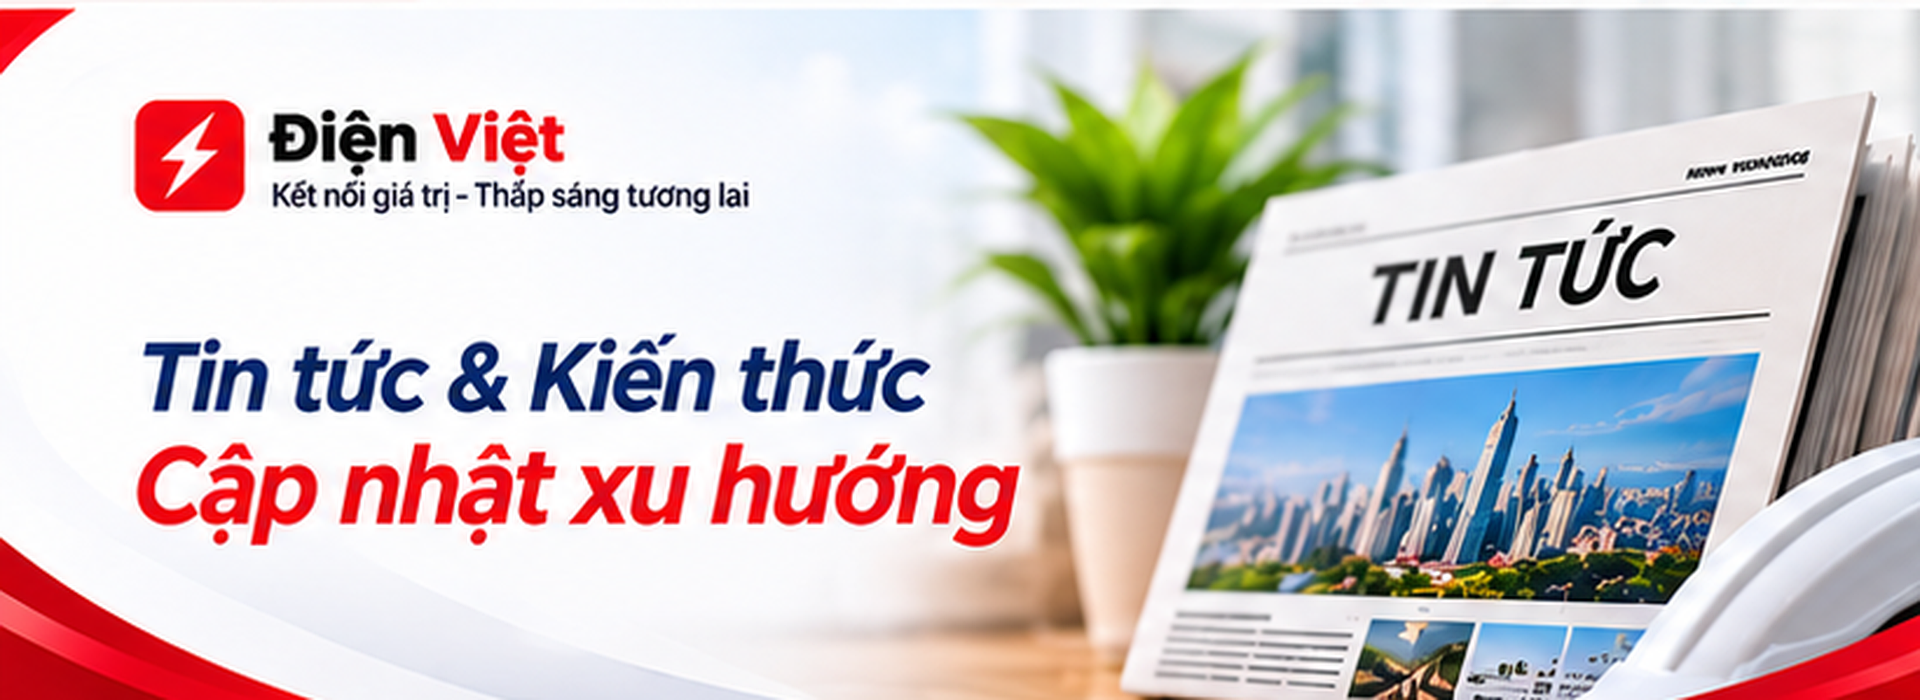 Điện Việt
Kết nối giá trị - Thắp sáng tương lai
Tin tức & Kiến thức
Cập nhật xu hướng
TIN TỨC